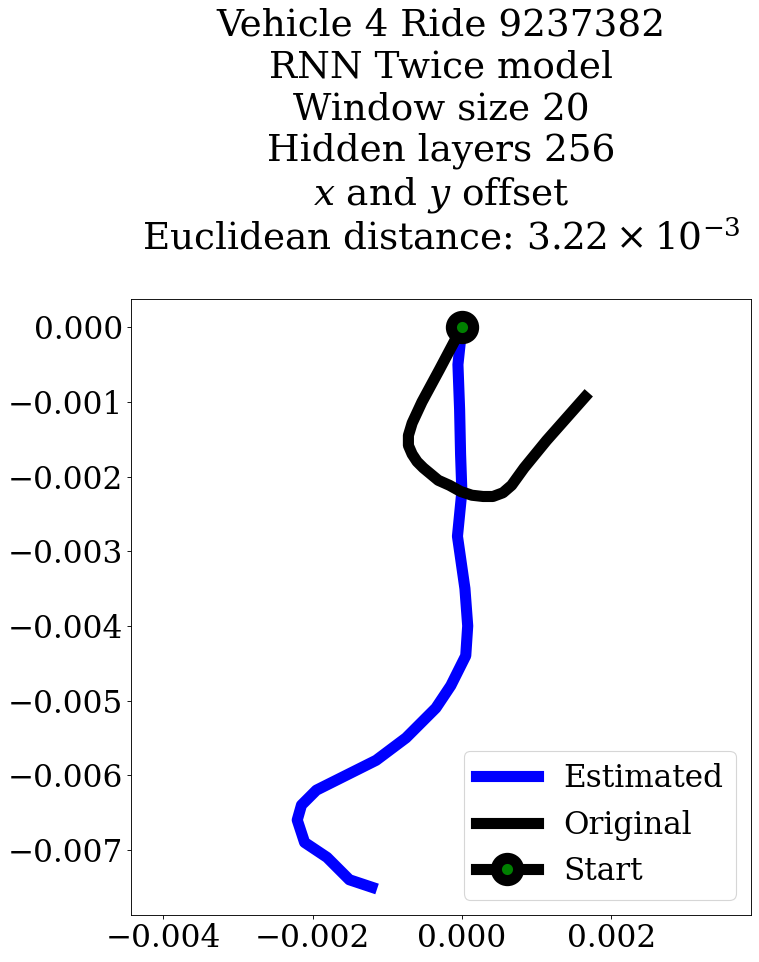 Vehicle 4 Ride 9237382
RNN Twice model
Window size 20
Hidden layers 256
x and y offset
Euclidean distance: 3.22 × 10⁻³
0.000
−0.001
−0.002
−0.003
−0.004
−0.005
−0.006
−0.007
Estimated
Original
Start
−0.004 −0.002 0.000 0.002